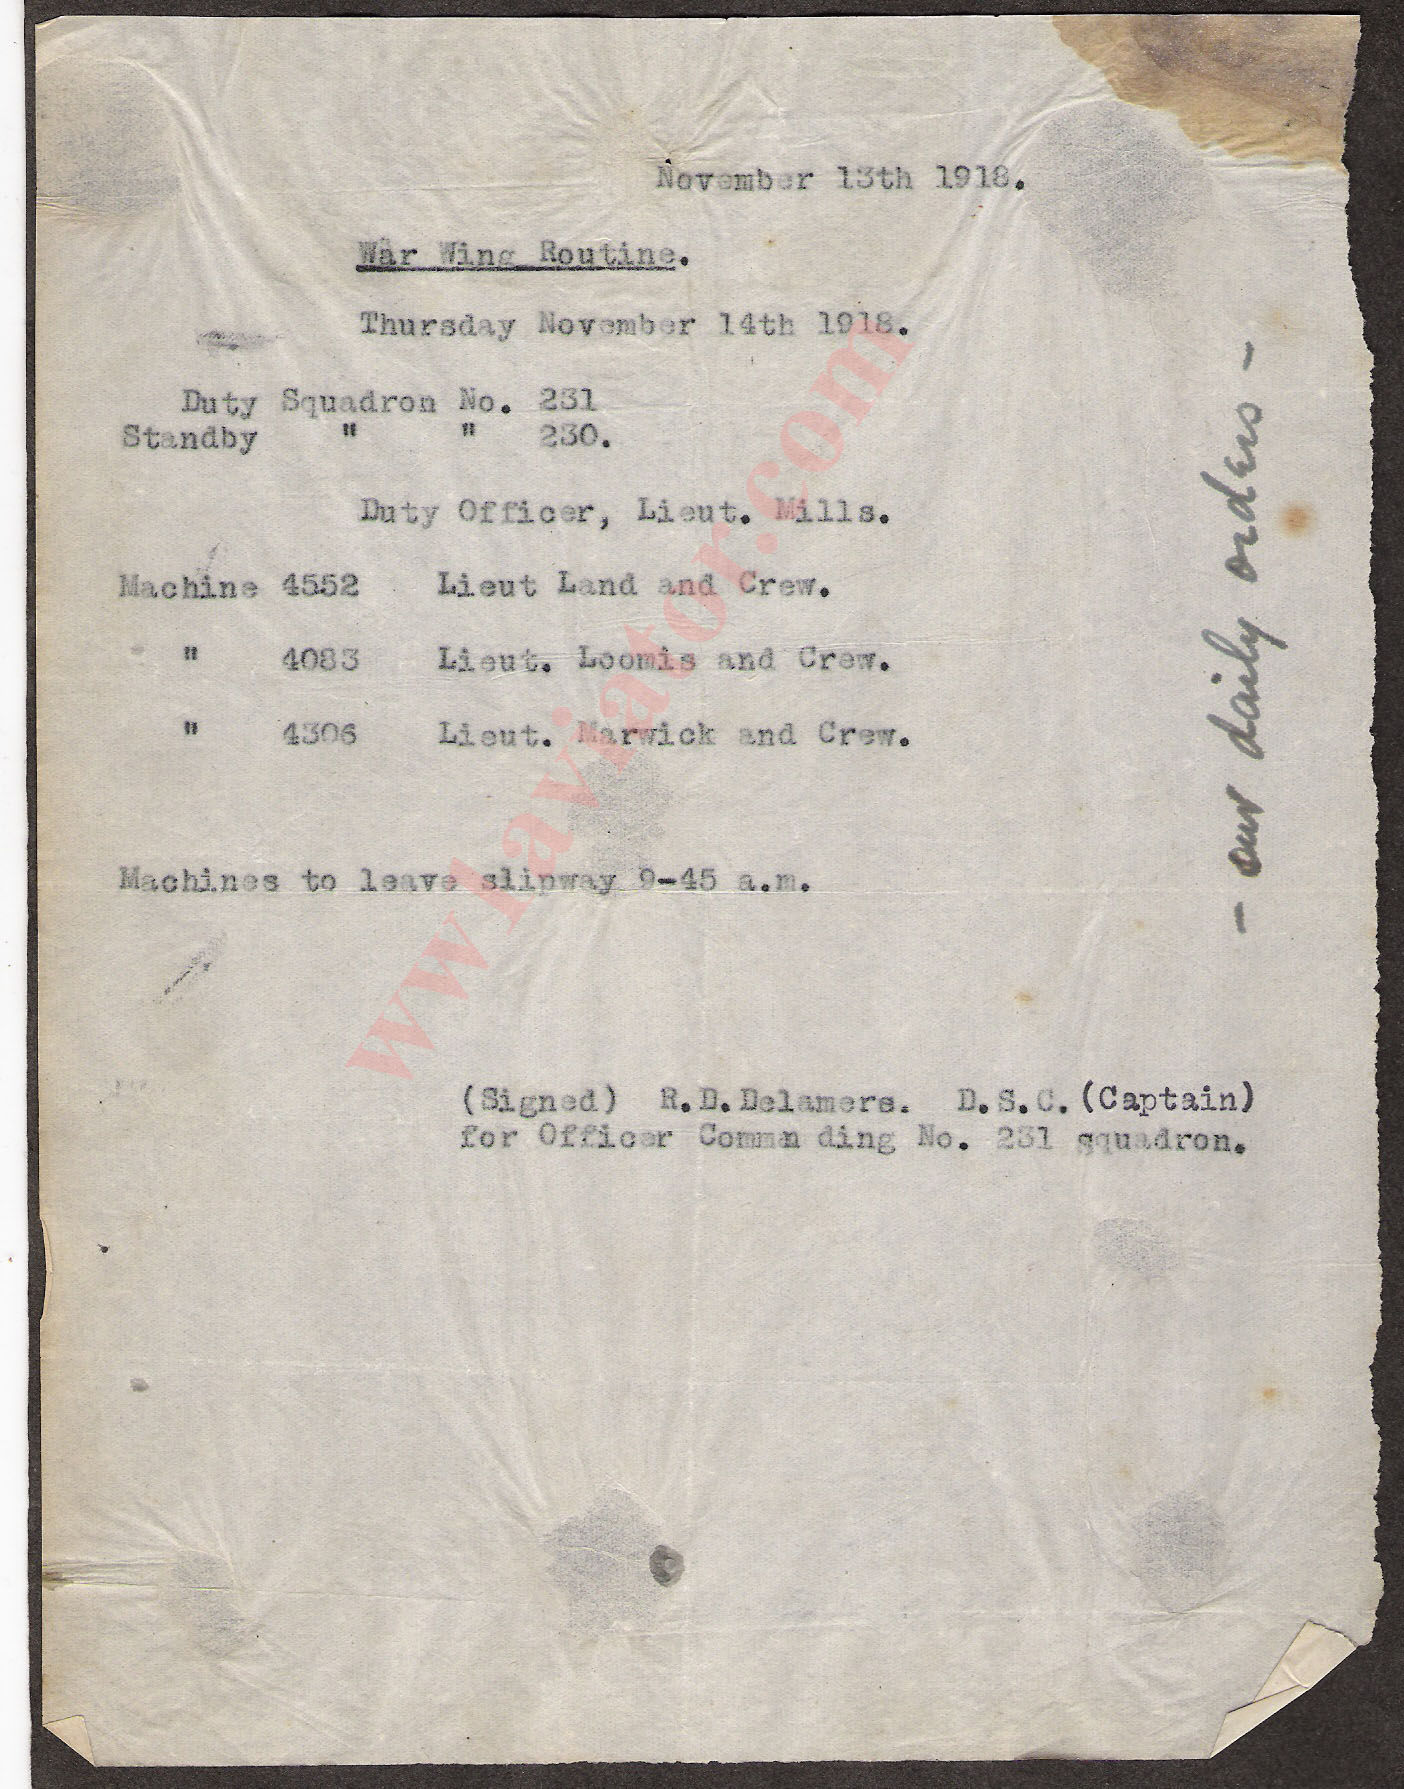 November 13th 1918.
War Wing Routine.
Thursday November 14th 1918.
Duty Squadron No. 231
Standby " " 230.
Duty Officer, Lieut. Mills.
Machine 4552 Lieut Land and Crew.
" 4083 Lieut. Loomis and Crew.
" 4306 Lieut. Marwick and Crew.
Machines to leave slipway 9-45 a.m.
(Signed) R.D.Delamere. D.S.C.(Captain)
for Officer Comman ding No. 231 squadron.
- our daily orders -
www.laviator.com